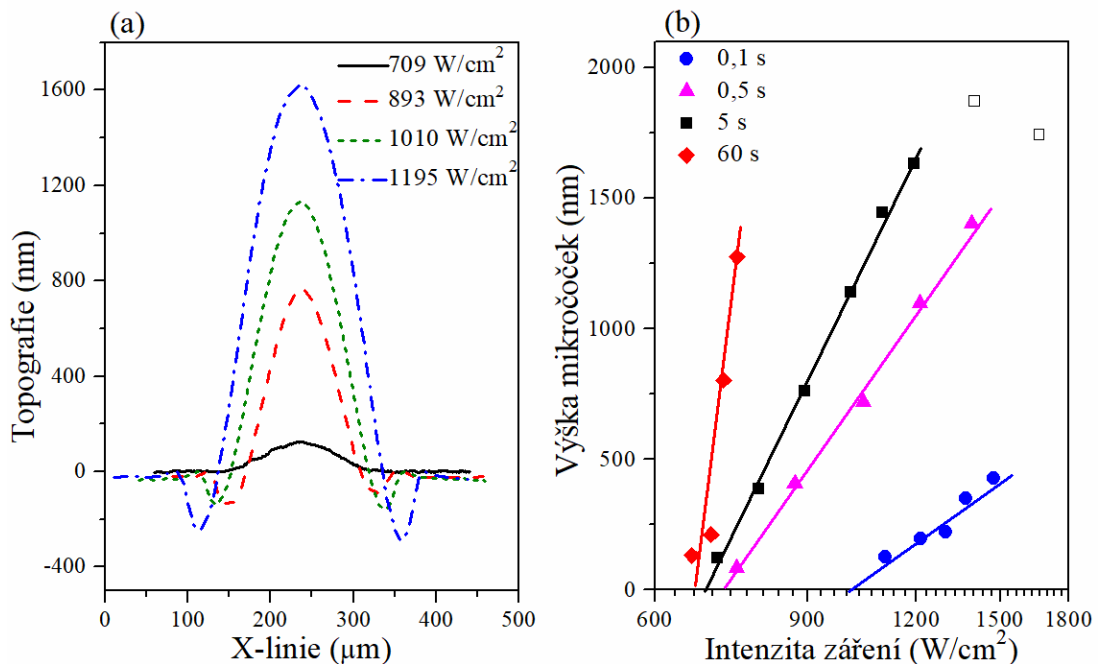 (a)
709 W/cm²
893 W/cm²
1010 W/cm²
1195 W/cm²
1600
1200
800
400
0
-400
Topografie (nm)
0 100 200 300 400 500
X-linie (μm)
(b)
0,1 s
0,5 s
5 s
60 s
2000
1500
1000
500
0
Výška mikročoček (nm)
600 900 1200 1500 1800
Intenzita záření (W/cm²)